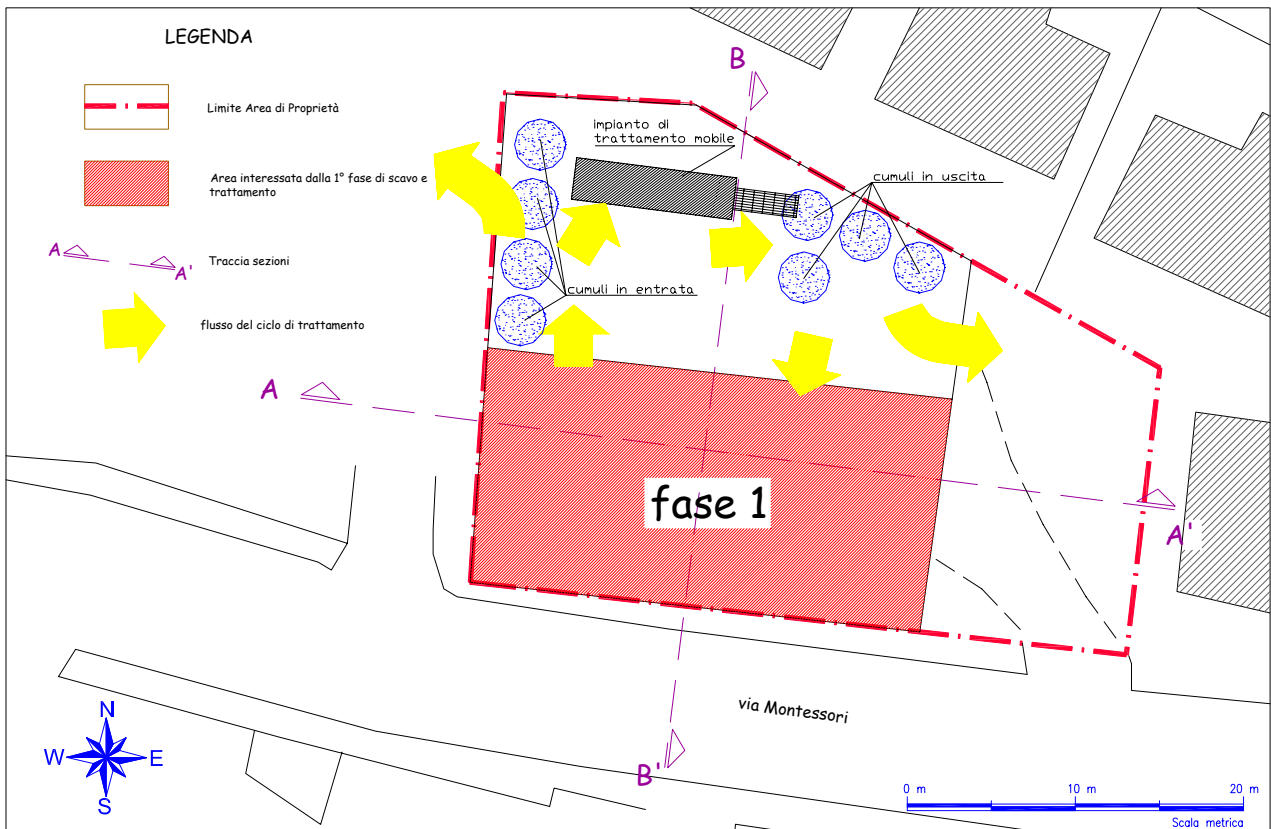 LEGENDA
Limite Area di Proprietà
Area interessata dalla 1° fase di scavo e
trattamento
A
A'
Traccia sezioni
flusso del ciclo di trattamento
B
impianto di
trattamento mobile
cumuli in uscita
cumuli in entrata
A
fase 1
A'
via Montessori
B'
N
W
E
S
0 m
10 m
20 m
Scala metrica